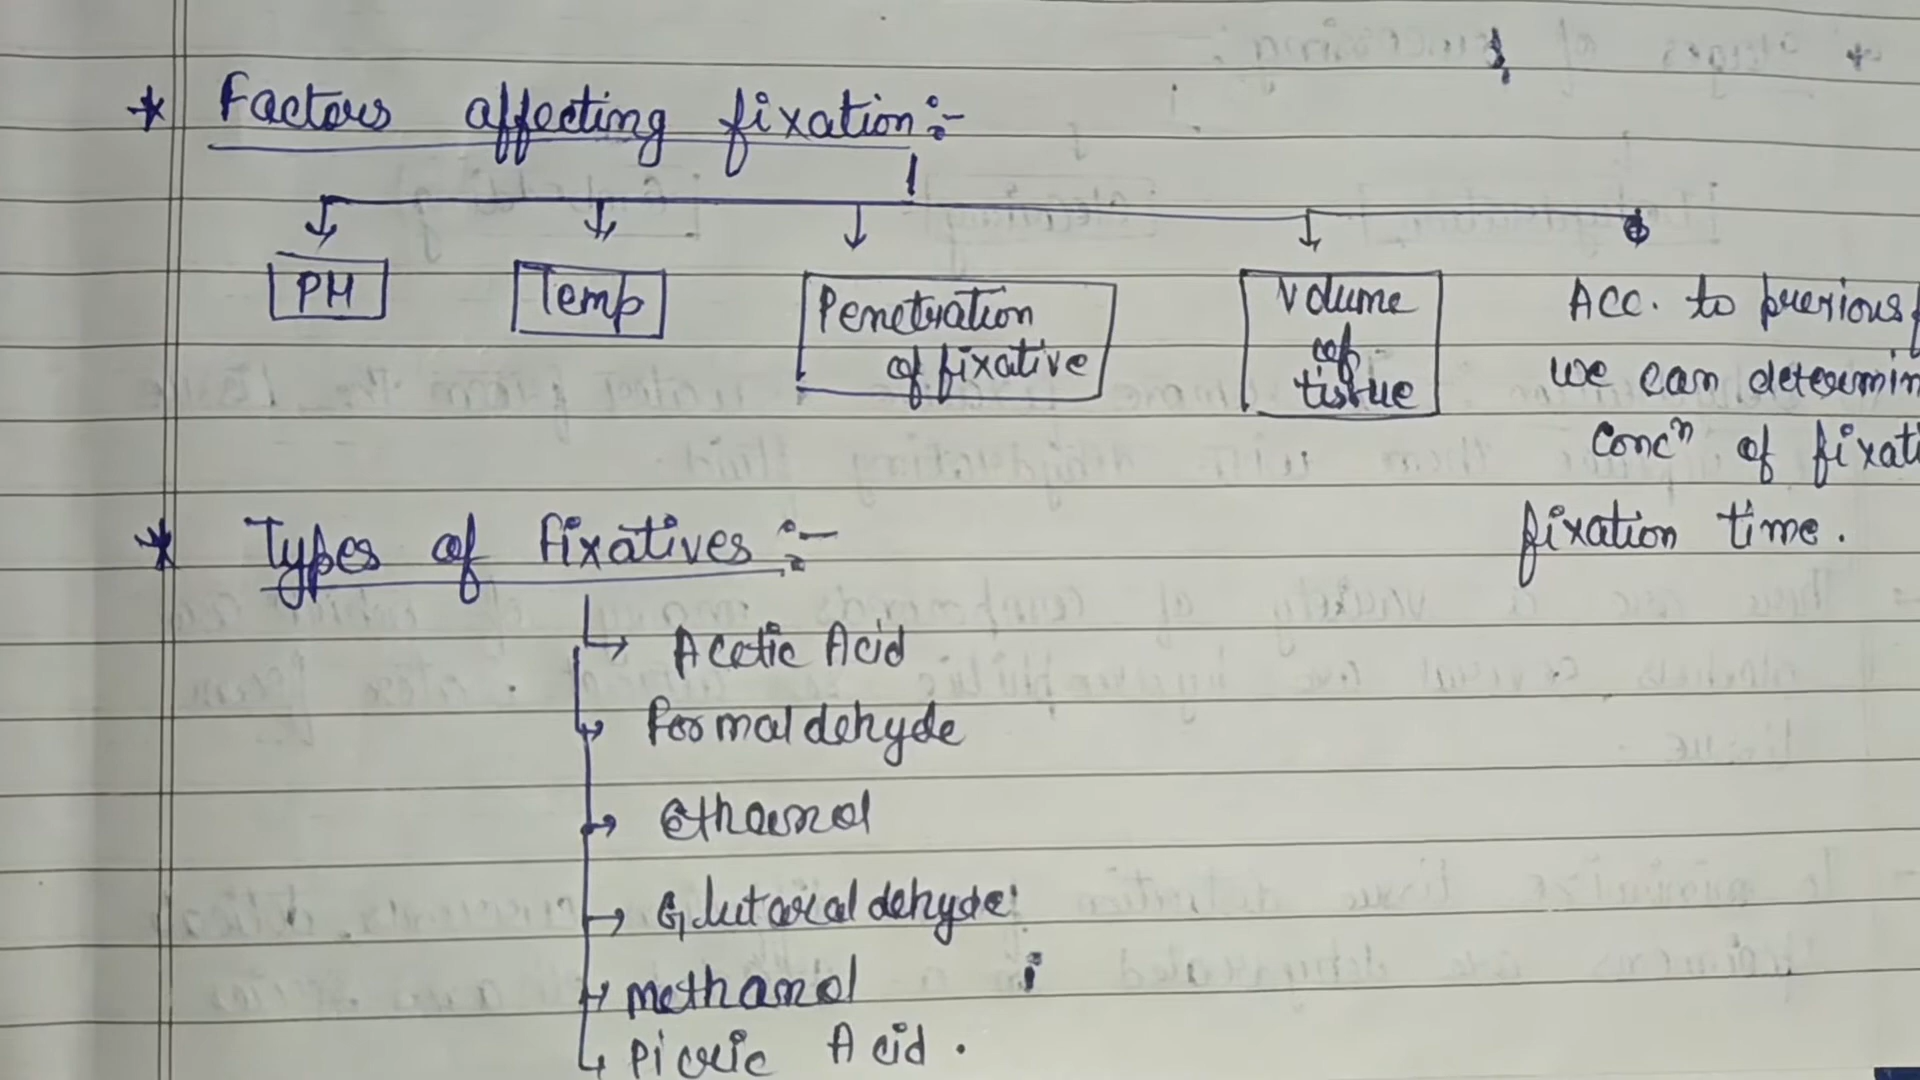 * Factors affecting fixation :-
PH
Temp
Penetration
of fixative
Volume
of
tissue
Acc. to previous
we can determin
concⁿ of fixati
fixation time.
* Types of fixatives :-
Acetic Acid
formaldehyde
Ethanol
Glutaraldehyde
methanol
Picric Acid.